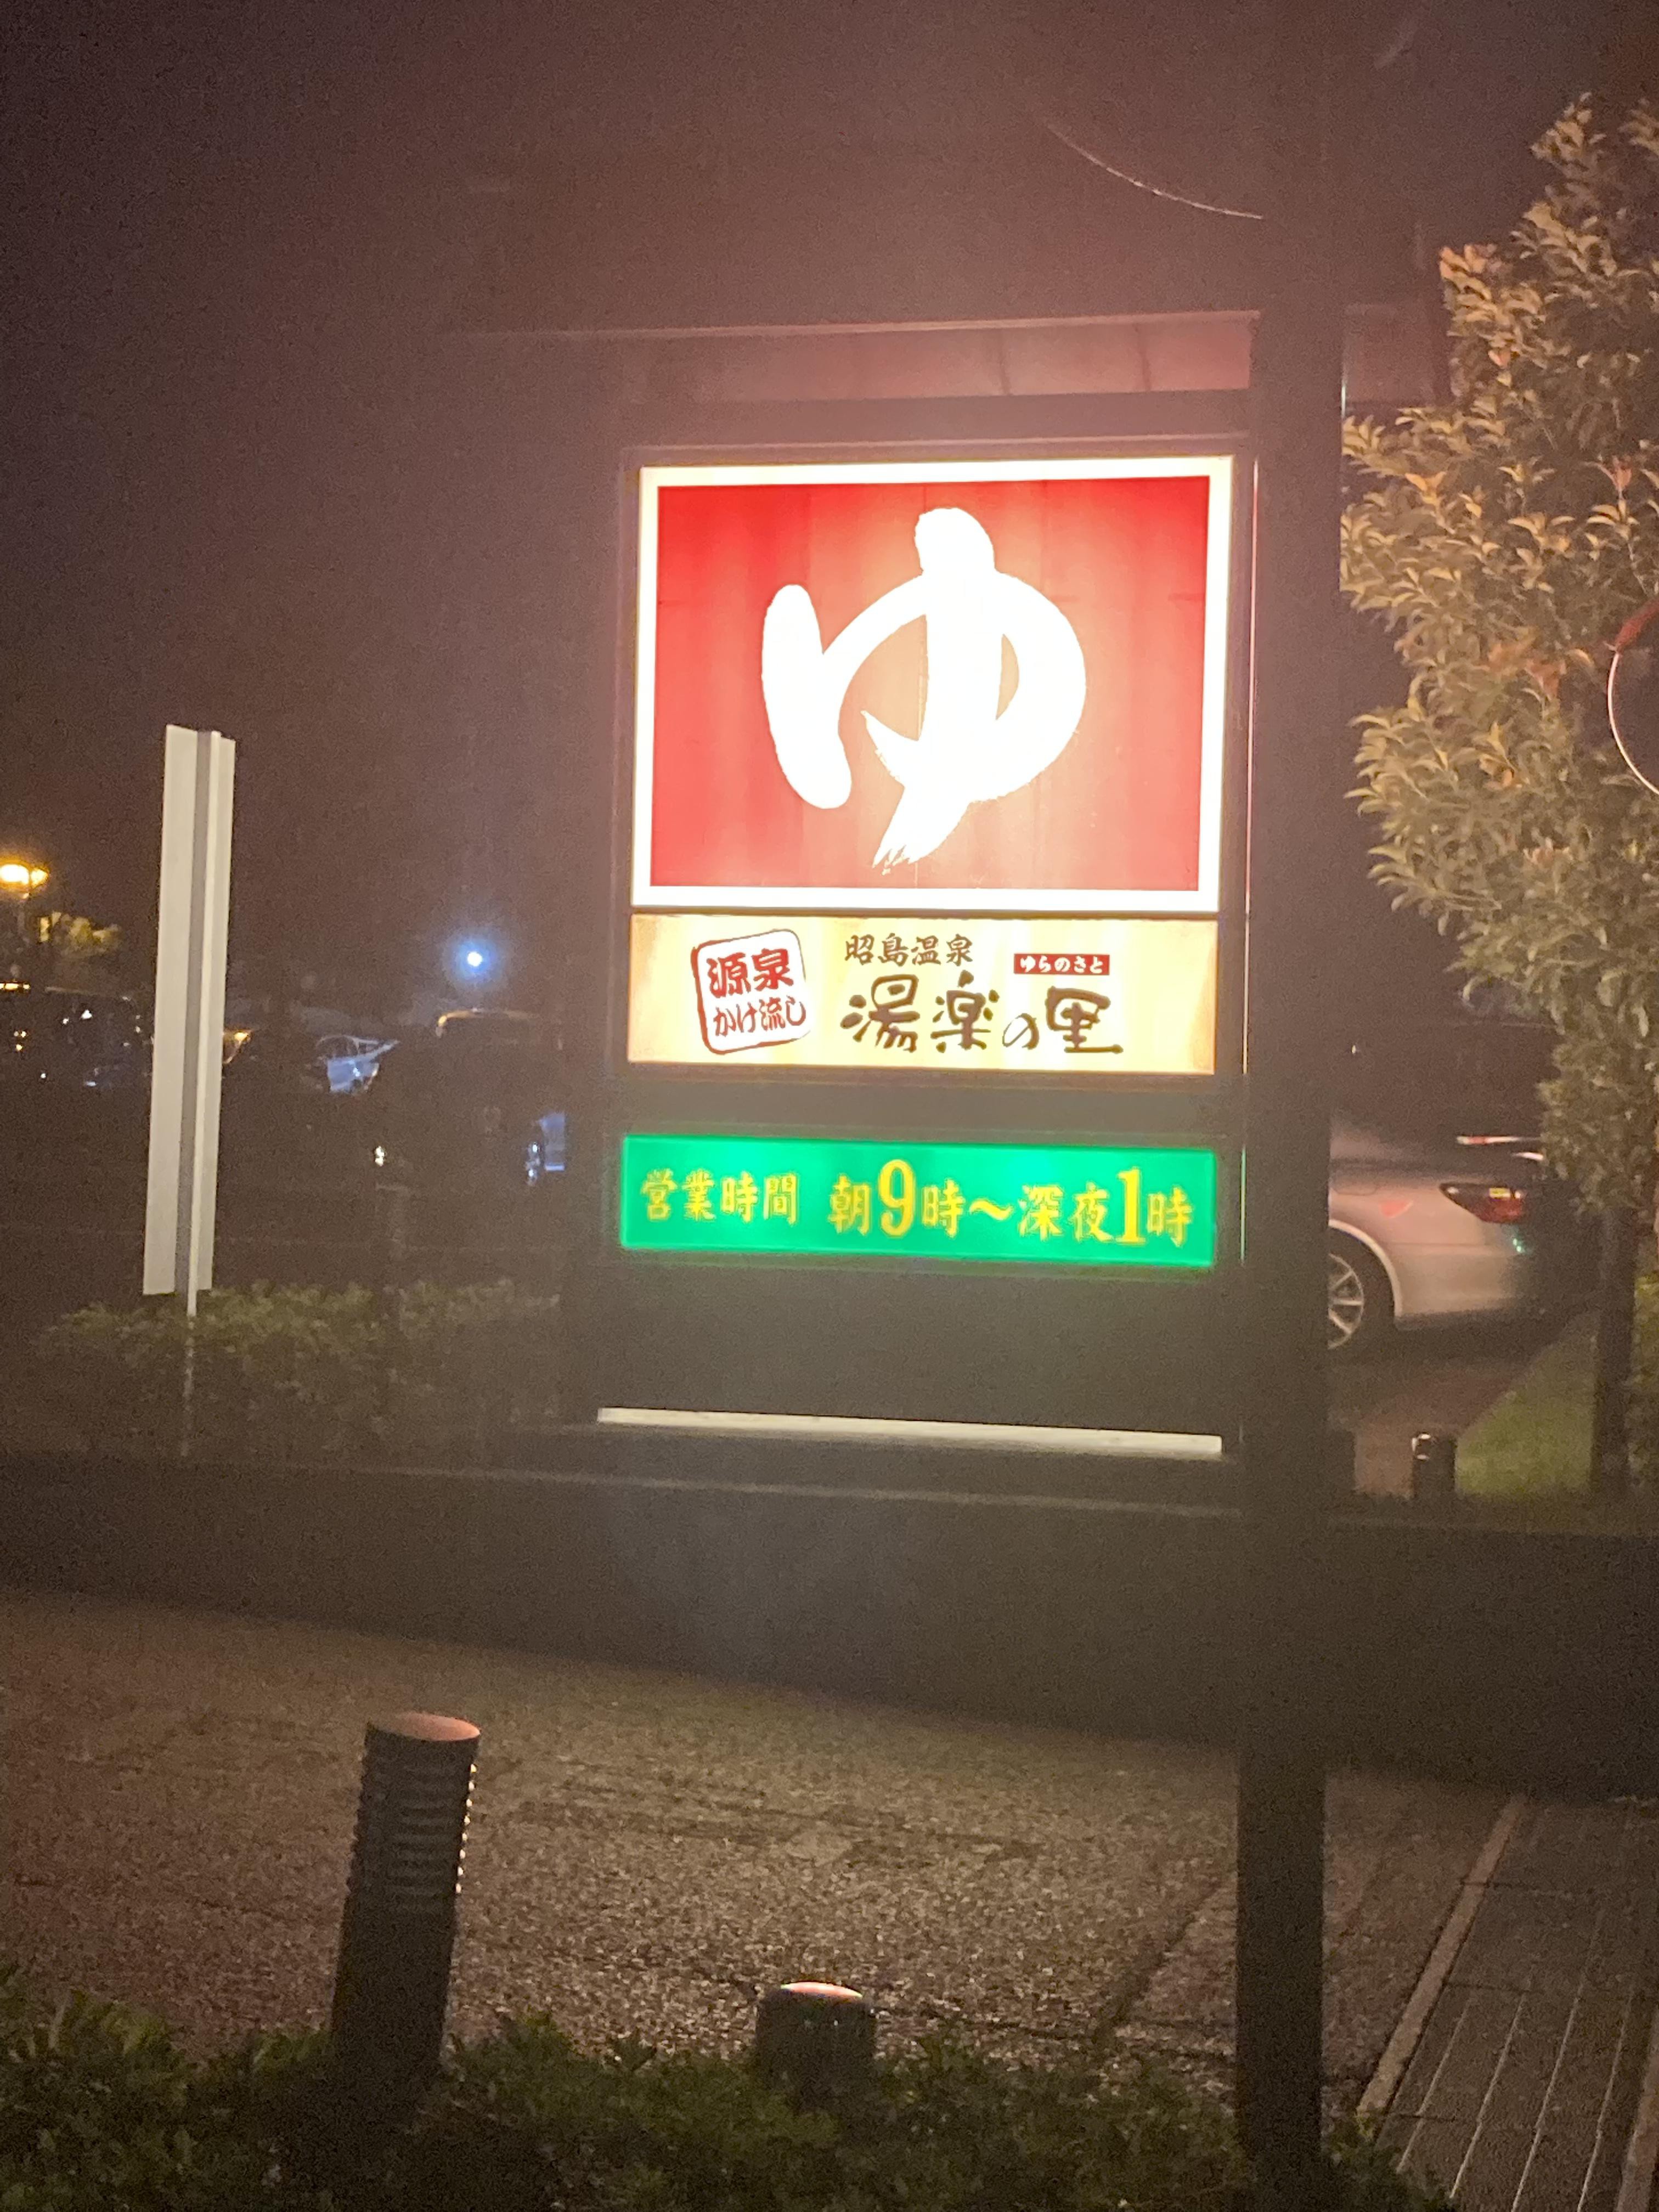 ゆ
源泉
かけ流し
昭島温泉
ゆらのさと
湯楽の里
営業時間 朝9時~深夜1時